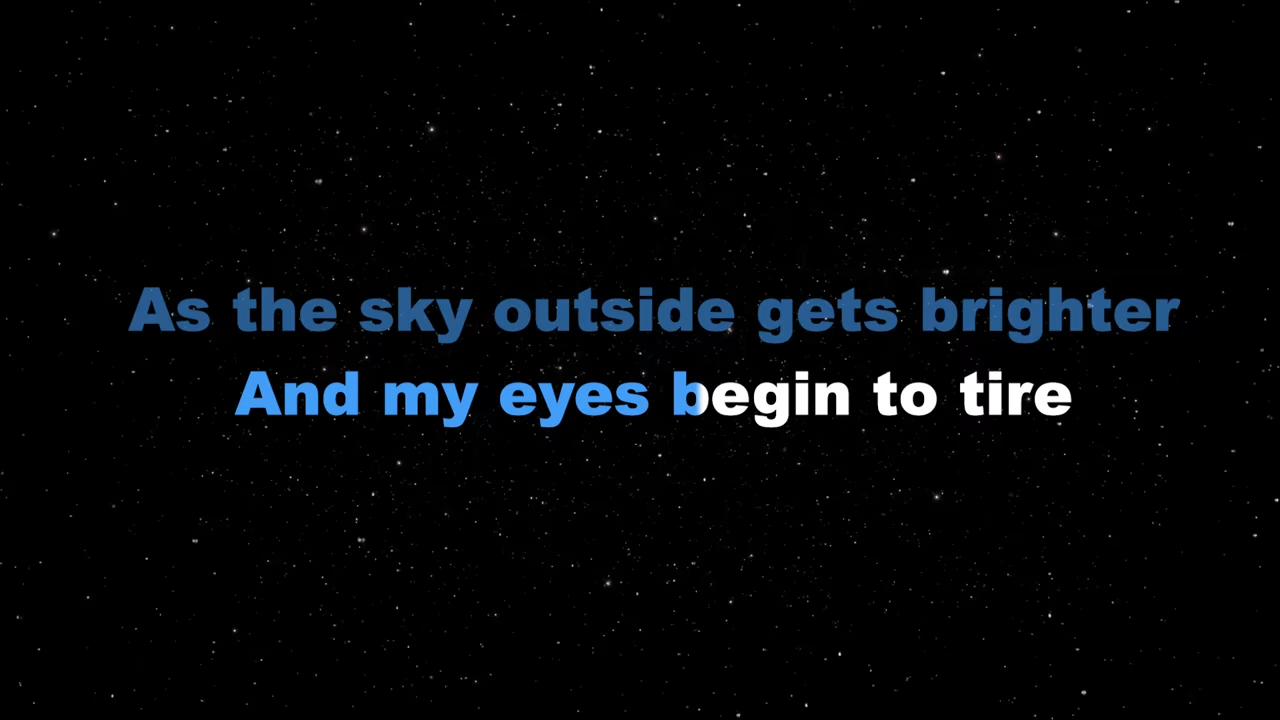 As the sky outside gets brighter
And my eyes begin to tire